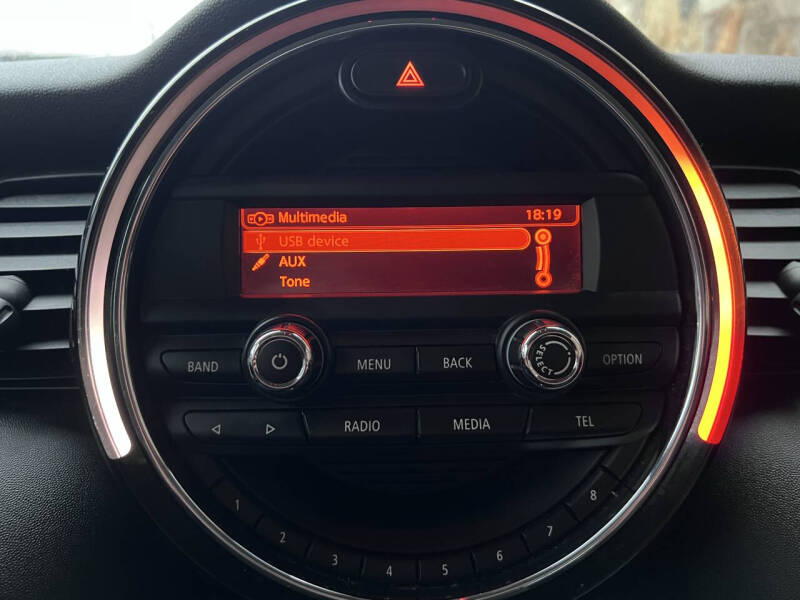 Multimedia 18:19
USB device
AUX
Tone
BAND MENU BACK SELECT OPTION
RADIO MEDIA TEL
1 2 3 4 5 6 7 8